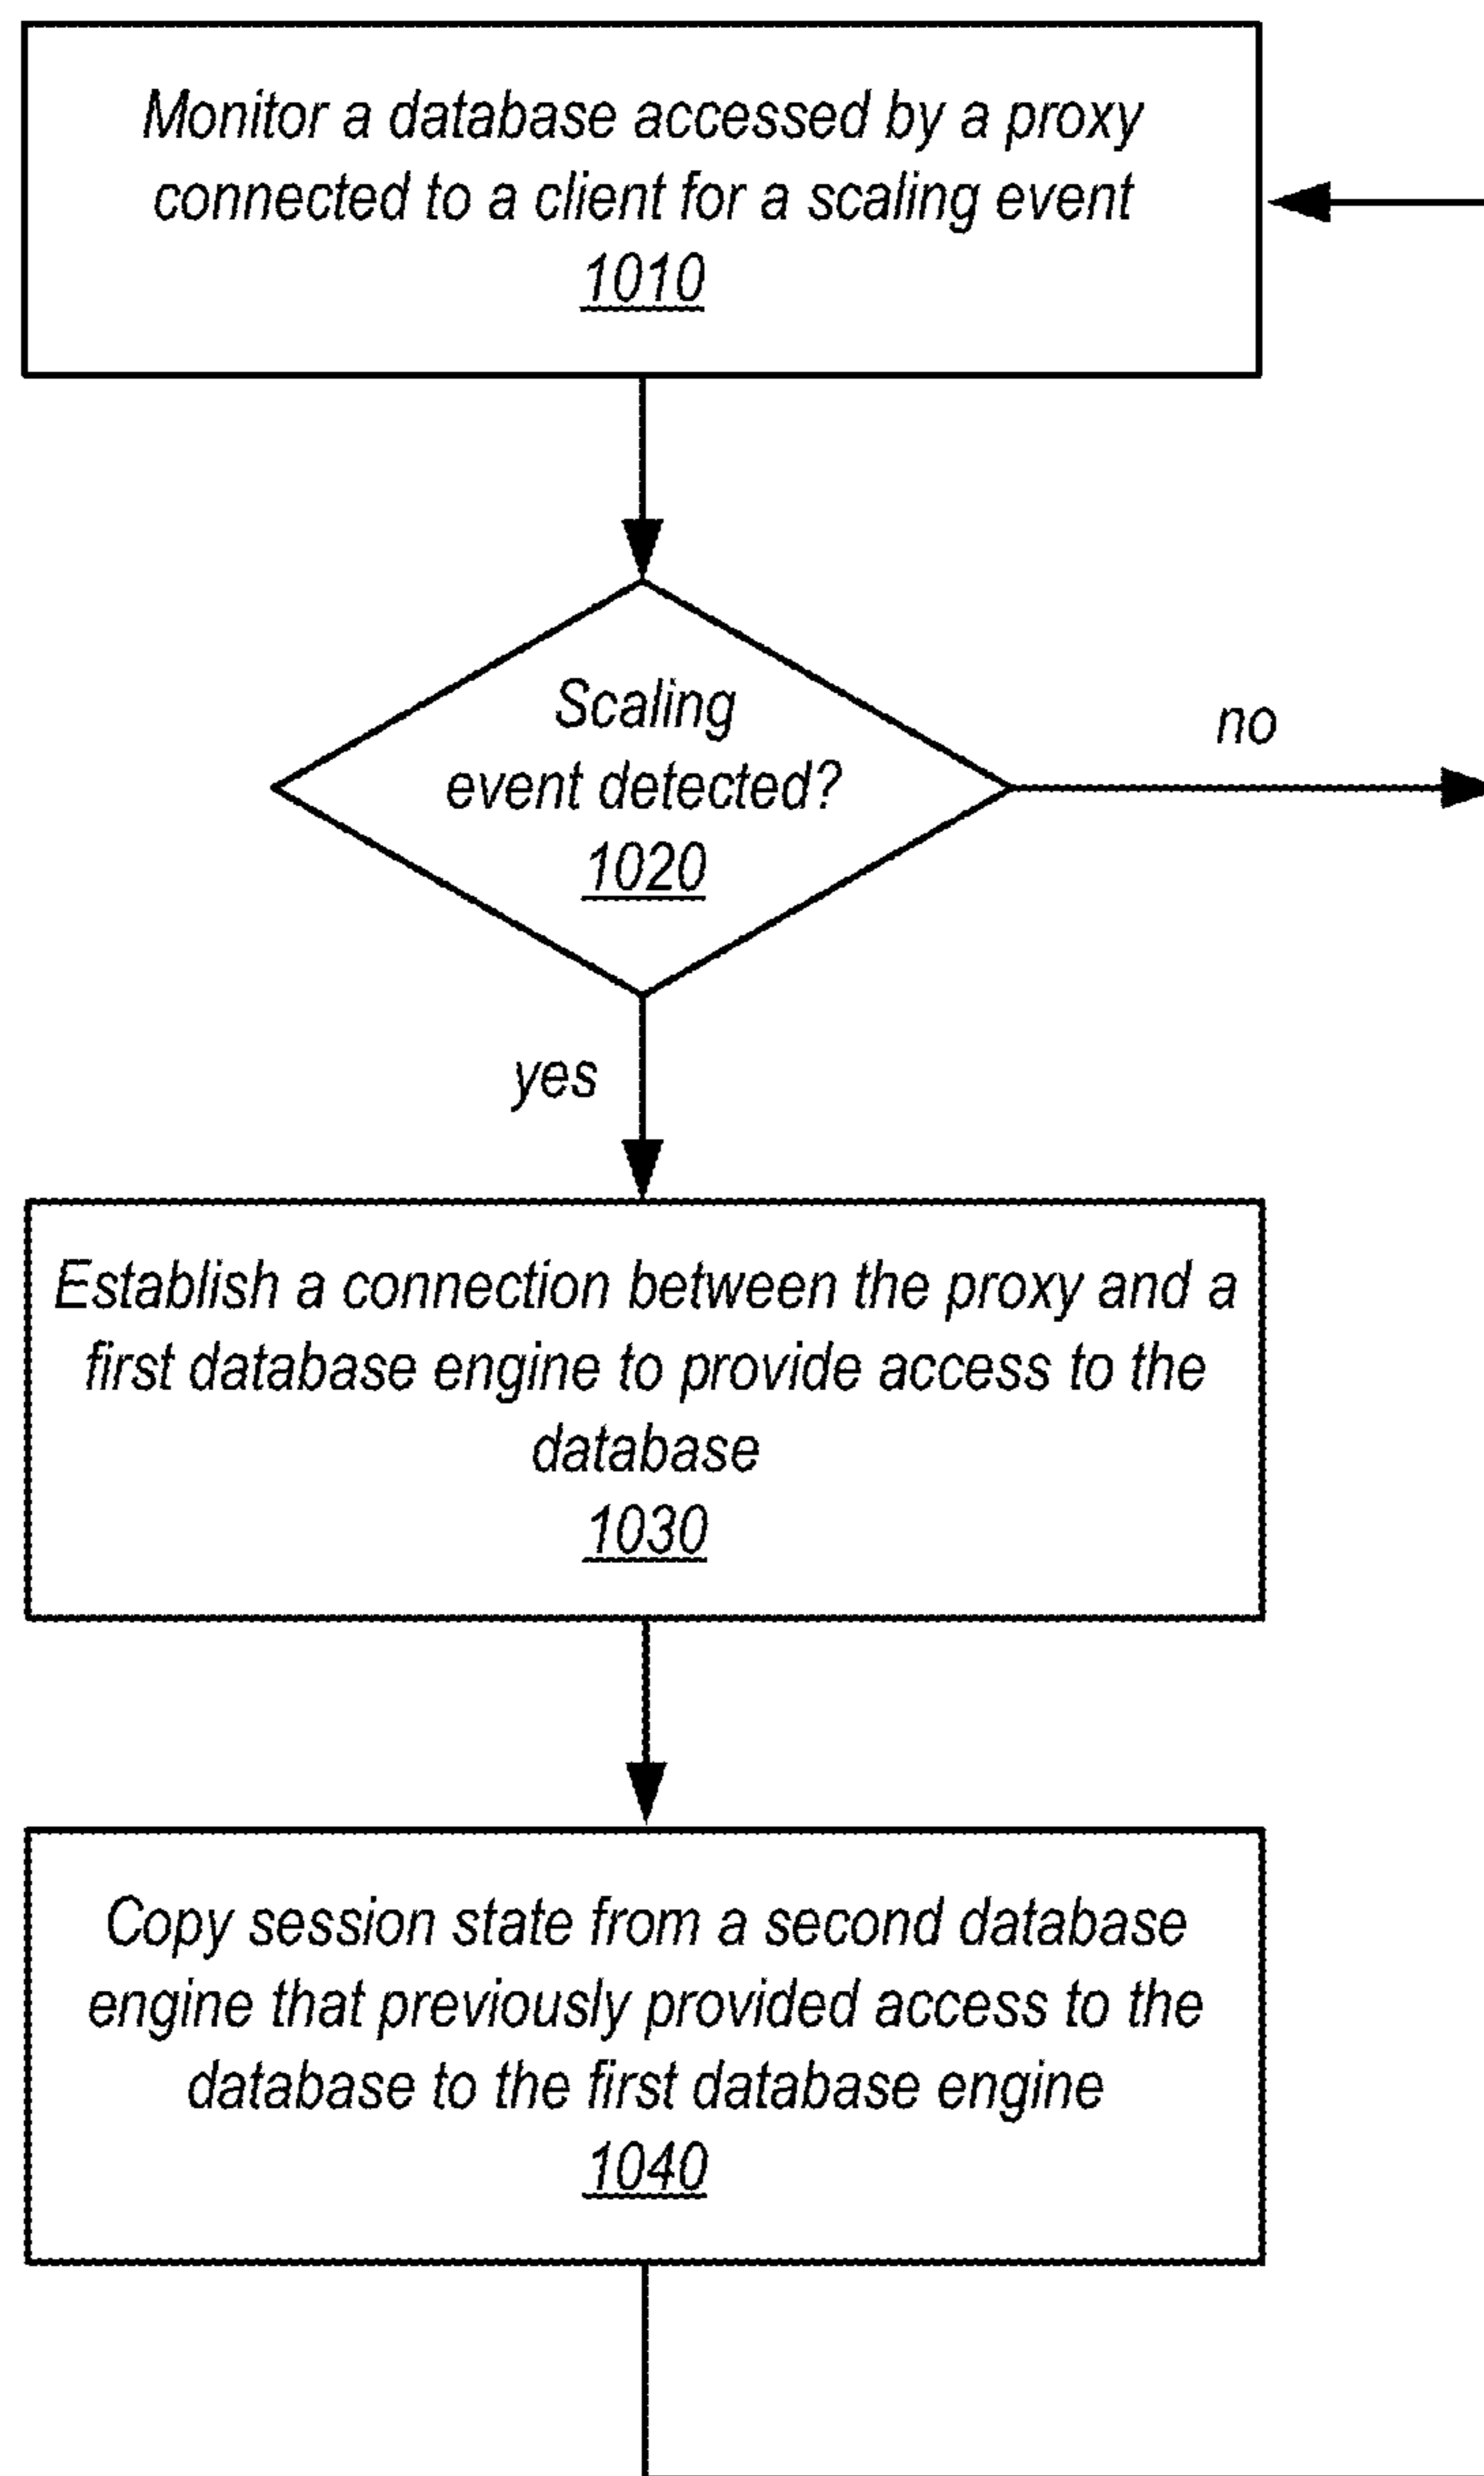 Monitor a database accessed by a proxy
connected to a client for a scaling event
1010
Scaling
event detected?
1020
no
yes
Establish a connection between the proxy and a
first database engine to provide access to the
database
1030
Copy session state from a second database
engine that previously provided access to the
database to the first database engine
1040